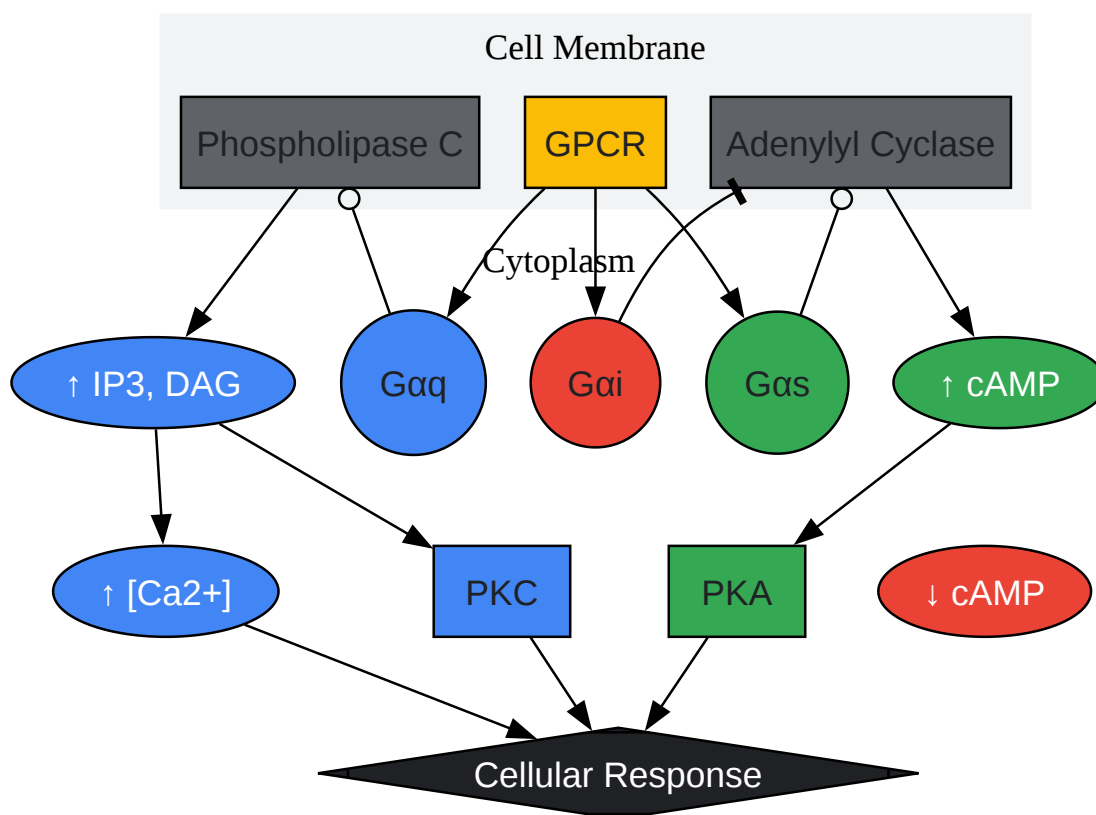 Cell Membrane
Phospholipase C
GPCR
Adenylyl Cyclase
Cytoplasm
↑ IP3, DAG
Gαq
Gαi
Gαs
↑ cAMP
↑ [Ca2+]
PKC
PKA
↓ cAMP
Cellular Response